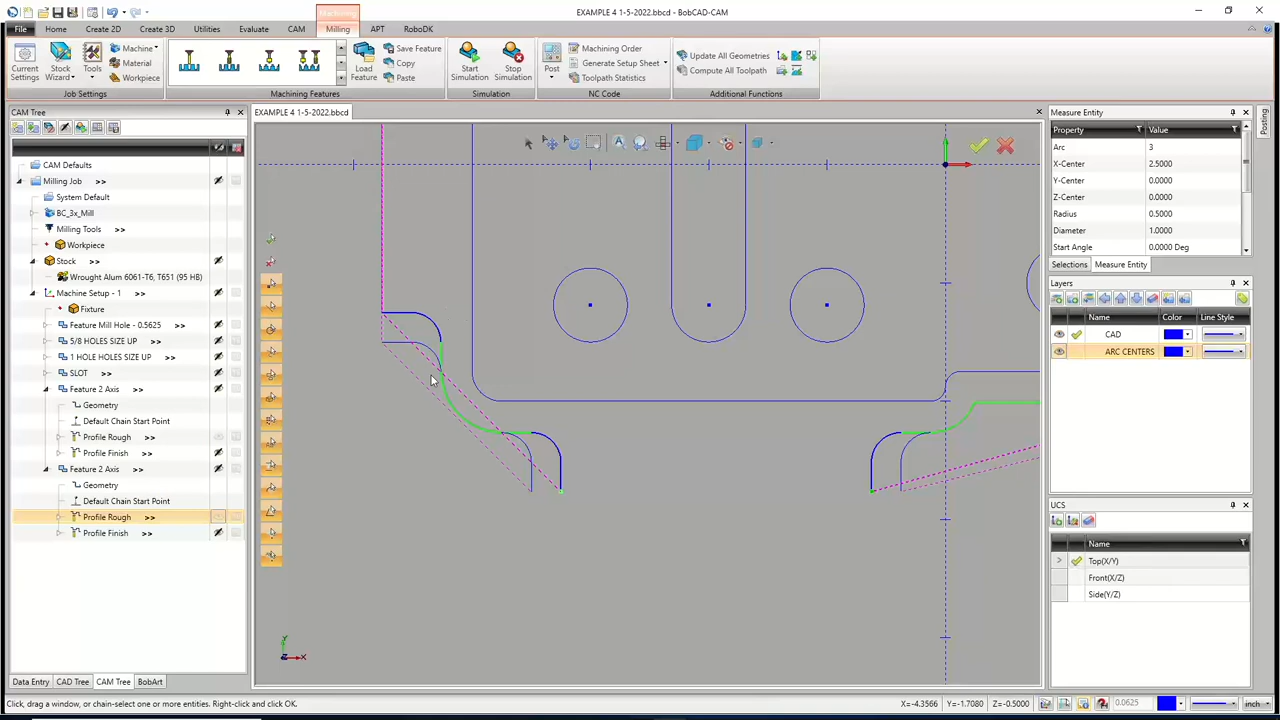 EXAMPLE 4 1-5-2022.bbcd - BobCAD-CAM
Machining
File Home Create 2D Create 3D Utilities Evaluate CAM Milling APT RoboDK
Current Settings
Stock Wizard
Tools
Machine
Material
Workpiece
Job Settings
Machining Features
Load Feature
Save Feature
Copy
Paste
Start Simulation
Stop Simulation
Simulation
Post
Machining Order
Generate Setup Sheet
Toolpath Statistics
NC Code
Update All Geometries
Compute All Toolpath
Additional Functions
CAM Tree
EXAMPLE 4 1-5-2022.bbcd
CAM Defaults
Milling Job >>
System Default
BC_3x_Mill
Milling Tools >>
Workpiece
Stock >>
Wrought Alum 6061-T6, T651 (95 HB)
Machine Setup - 1 >>
Fixture
Feature Mill Hole - 0.5625 >>
5/8 HOLES SIZE UP >>
1 HOLE HOLES SIZE UP >>
SLOT >>
Feature 2 Axis >>
Geometry
Default Chain Start Point
Profile Rough >>
Profile Finish >>
Feature 2 Axis >>
Geometry
Default Chain Start Point
Profile Rough >>
Profile Finish >>
Data Entry CAD Tree CAM Tree BobArt
Y
Z X
Measure Entity
Property Value
Arc 3
X-Center 2.5000
Y-Center 0.0000
Z-Center 0.0000
Radius 0.5000
Diameter 1.0000
Start Angle 0.0000 Deg
Selections Measure Entity
Layers
Name Color Line Style
CAD
ARC CENTERS
UCS
Name
Top(X/Y)
Front(X/Z)
Side(Y/Z)
Posting
Click, drag a window, or chain-select one or more entities. Right-click and click OK.
X=-4.3566 Y=-1.7080 Z=-0.5000 0.0625 inch